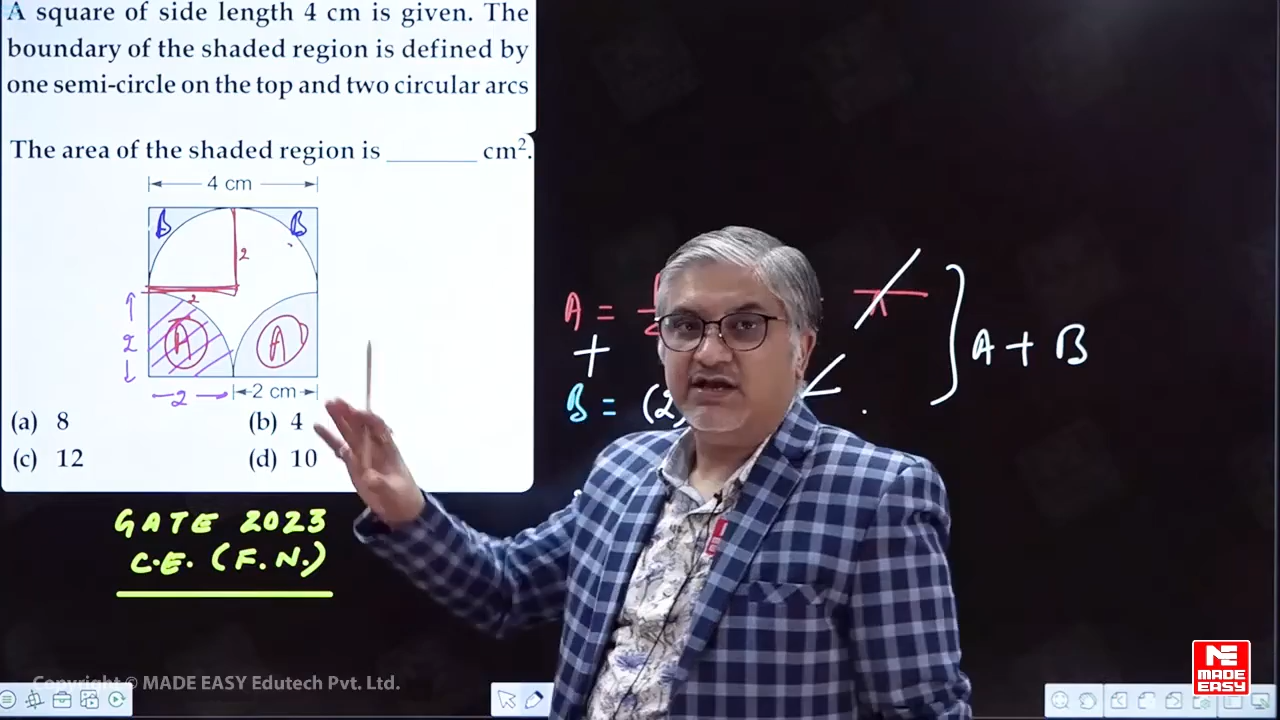 A square of side length 4 cm is given. The
boundary of the shaded region is defined by
one semi-circle on the top and two circular arcs
The area of the shaded region is ________ cm².
4 cm
B B
2
2
2
A A
2
2 cm
(a) 8 (b) 4
(c) 12 (d) 10
GATE 2023
C.E. (F.N.)
A =
+
B = (2)
A + B
Copyright © MADE EASY Edutech Pvt. Ltd.
MADE
EASY